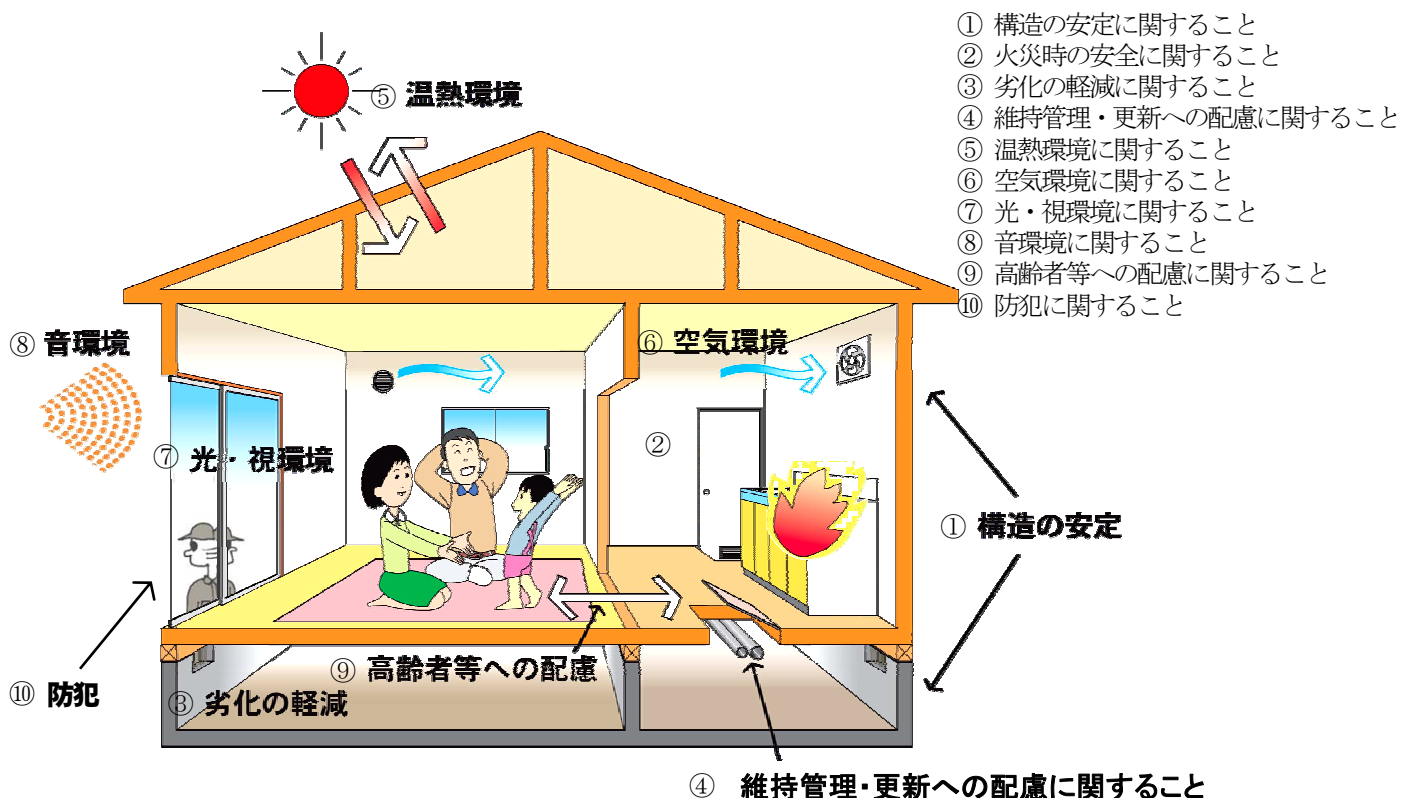 ① 構造の安定に関すること
② 火災時の安全に関すること
③ 劣化の軽減に関すること
④ 維持管理・更新への配慮に関すること
⑤ 温熱環境に関すること
⑥ 空気環境に関すること
⑦ 光・視環境に関すること
⑧ 音環境に関すること
⑨ 高齢者等への配慮に関すること
⑩ 防犯に関すること
⑤ 温熱環境
⑧ 音環境
⑥ 空気環境
⑦ 光・視環境
②
① 構造の安定
⑨ 高齢者等への配慮
⑩ 防犯
③ 劣化の軽減
④ 維持管理・更新への配慮に関すること